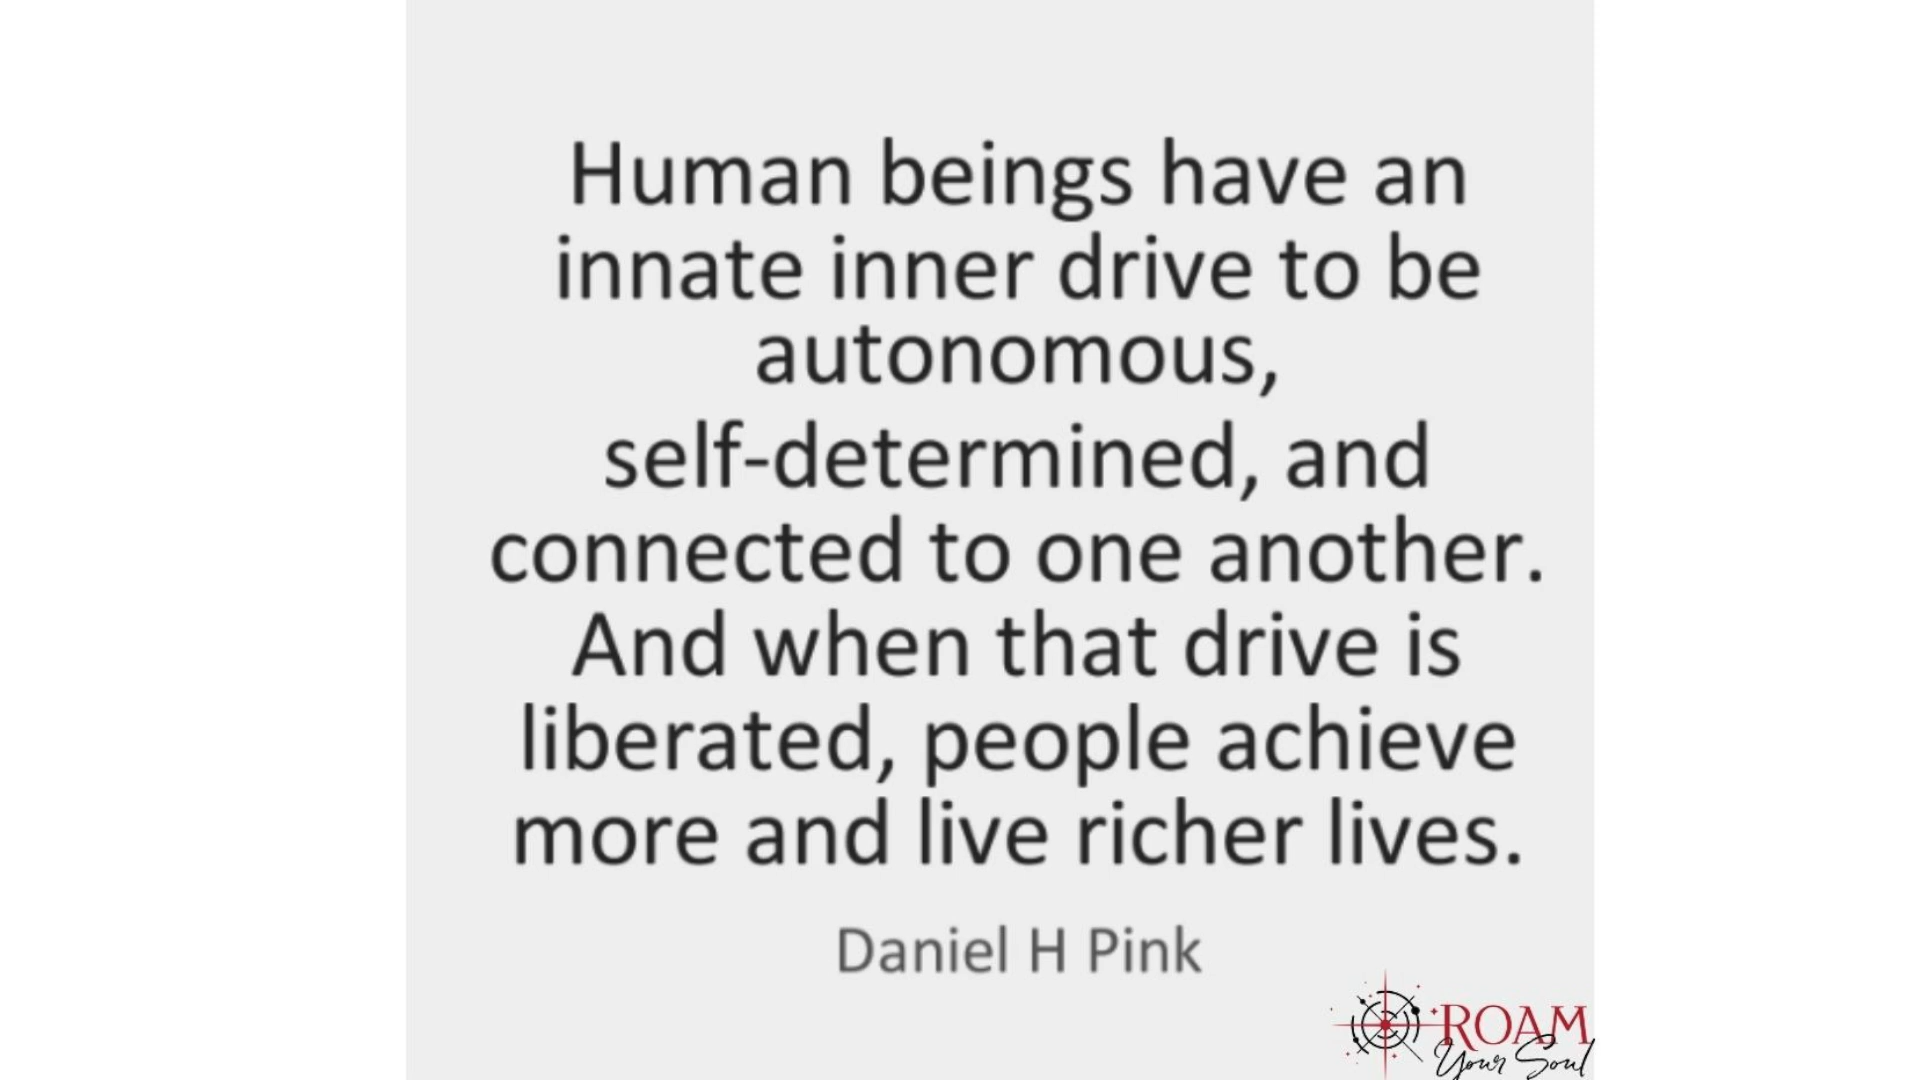 Human beings have an
innate inner drive to be
autonomous,
self-determined, and
connected to one another.
And when that drive is
liberated, people achieve
more and live richer lives.
Daniel H Pink
ROAM
Your Soul